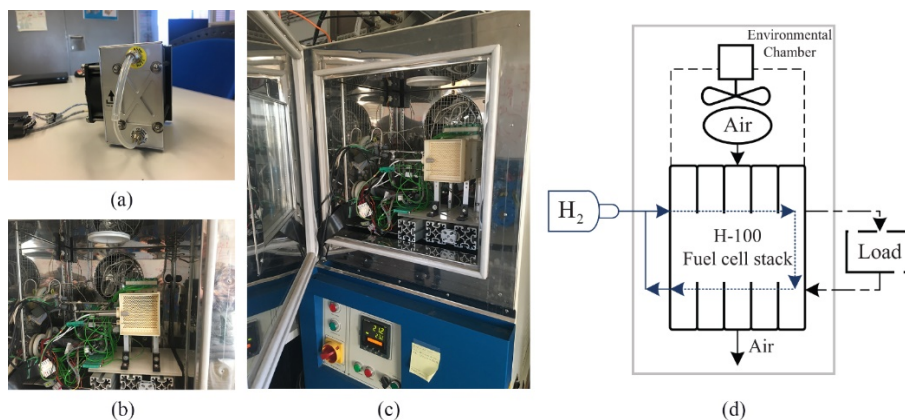 (a)
(b)
(c)
(d)
Environmental
Chamber
Air
H₂
H-100
Fuel cell stack
Load
Air